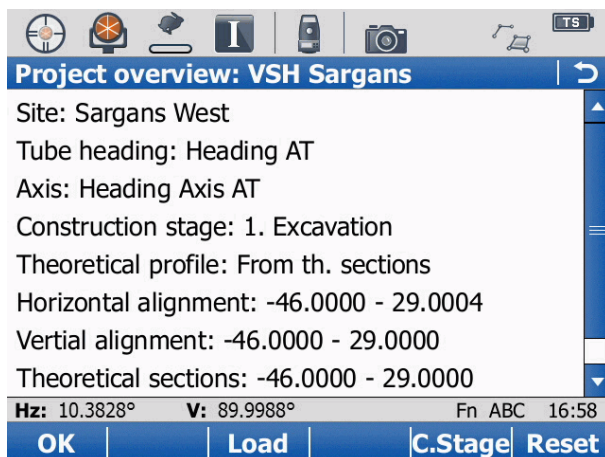 I
TS
Project overview: VSH Sargans
Site: Sargans West
Tube heading: Heading AT
Axis: Heading Axis AT
Construction stage: 1. Excavation
Theoretical profile: From th. sections
Horizontal alignment: -46.0000 - 29.0004
Vertial alignment: -46.0000 - 29.0000
Theoretical sections: -46.0000 - 29.0000
Hz: 10.3828° V: 89.9988° Fn ABC 16:58
OK Load C.Stage Reset